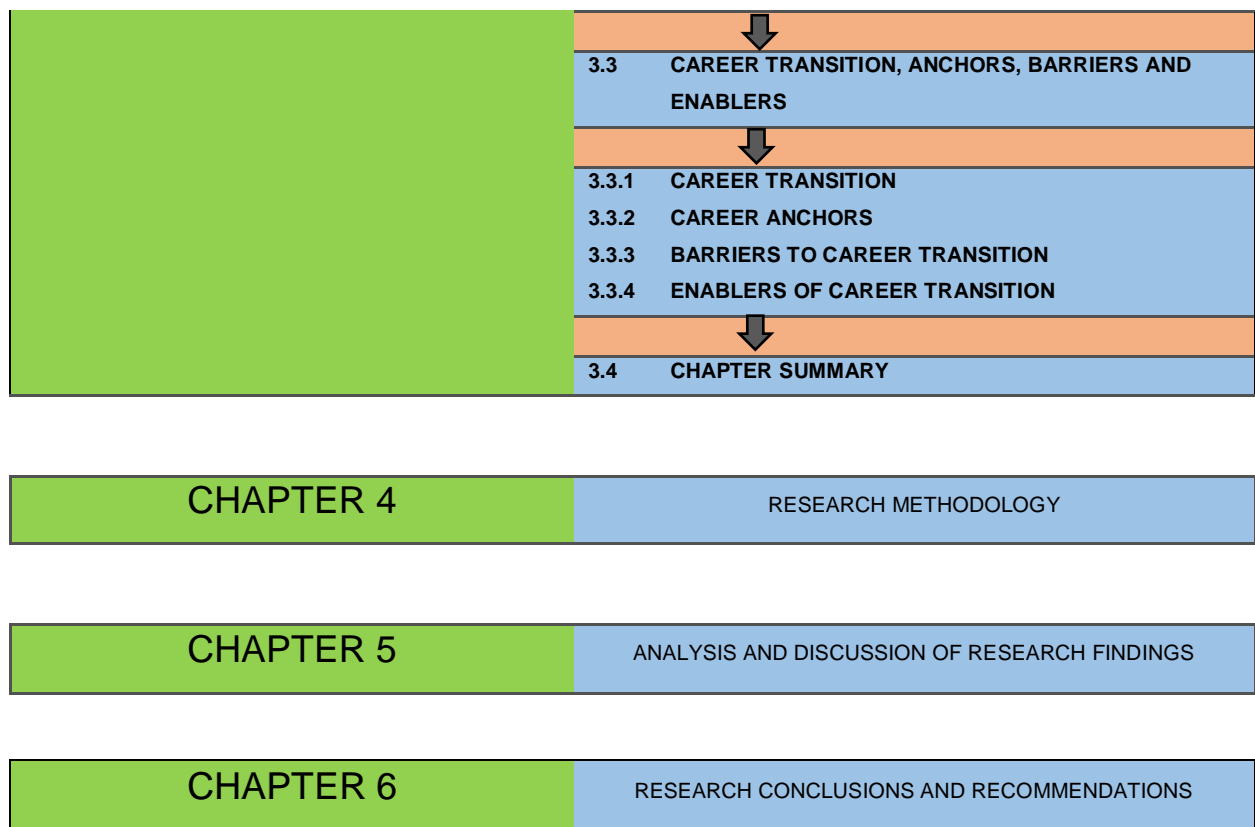 3.3 CAREER TRANSITION, ANCHORS, BARRIERS AND
ENABLERS
3.3.1 CAREER TRANSITION
3.3.2 CAREER ANCHORS
3.3.3 BARRIERS TO CAREER TRANSITION
3.3.4 ENABLERS OF CAREER TRANSITION
3.4 CHAPTER SUMMARY
CHAPTER 4 RESEARCH METHODOLOGY
CHAPTER 5 ANALYSIS AND DISCUSSION OF RESEARCH FINDINGS
CHAPTER 6 RESEARCH CONCLUSIONS AND RECOMMENDATIONS